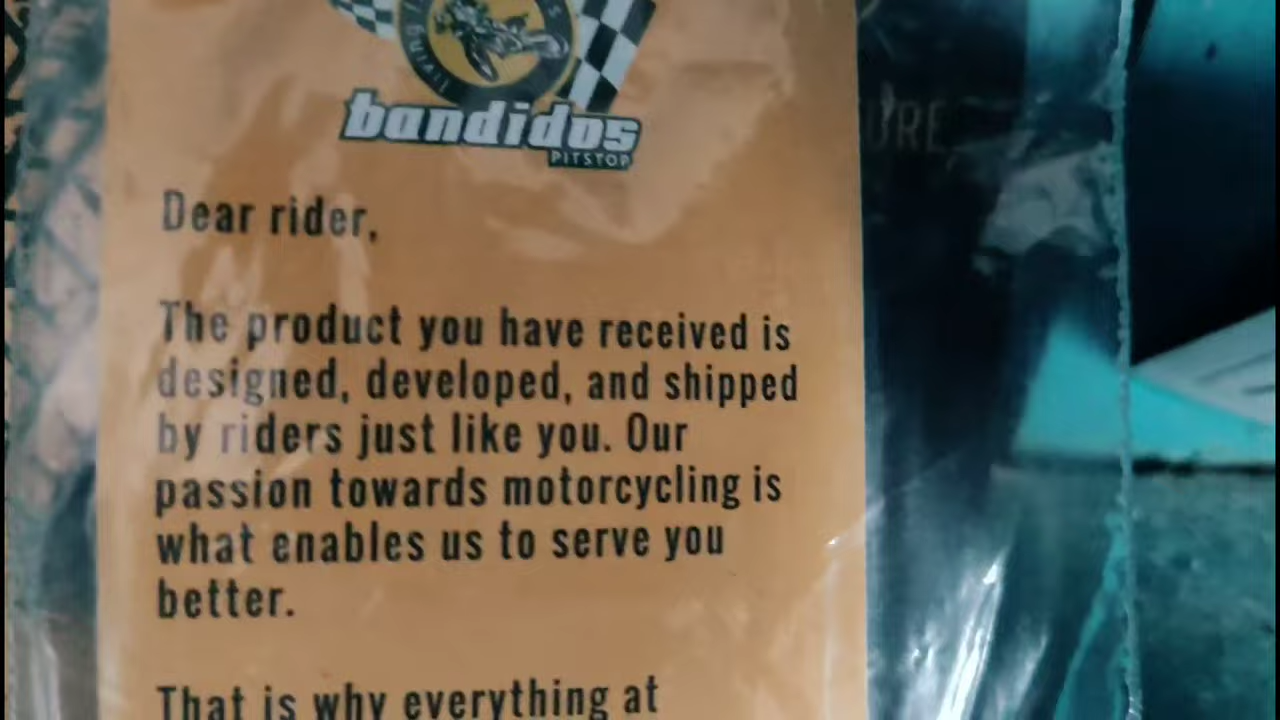 bandidos
PITSTOP
Dear rider,
The product you have received is
designed, developed, and shipped
by riders just like you. Our
passion towards motorcycling is
what enables us to serve you
better.
That is why everything at